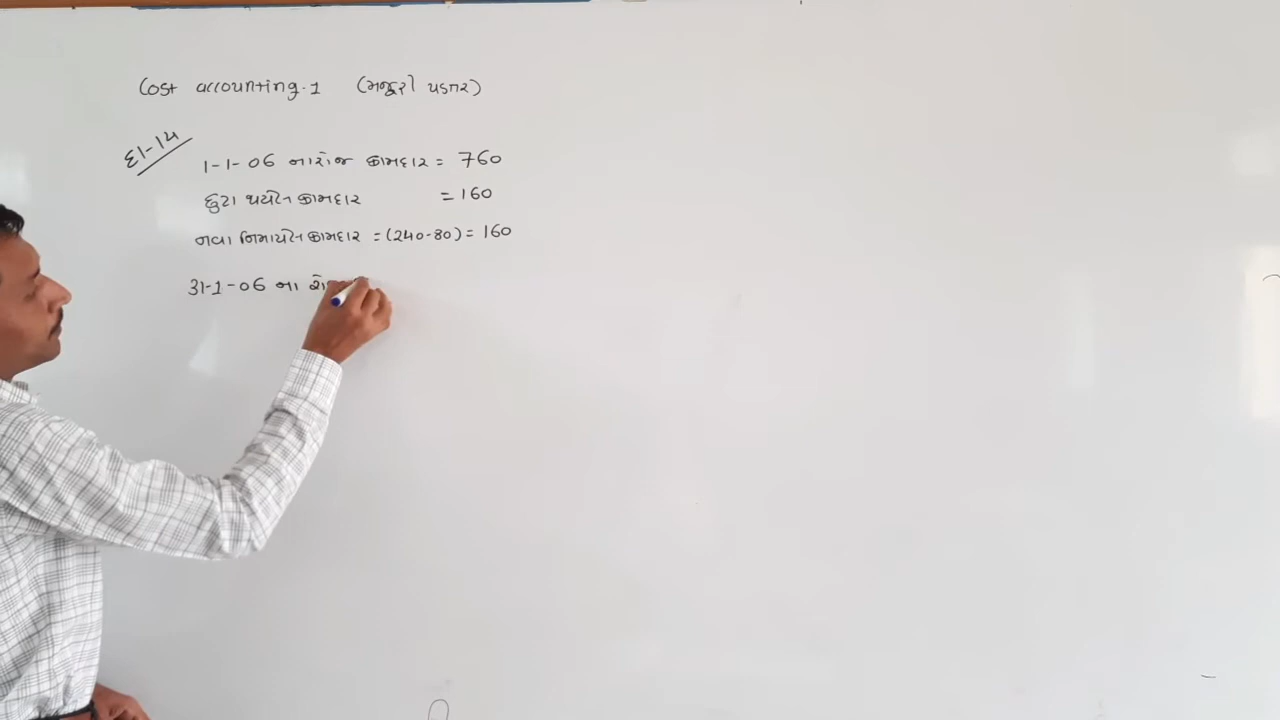 Cost accounting.1 (મજુરી પડતર)
દા-14
1-1-06 નારોજ કામદાર = 760
છુટા થયેલ કામદાર = 160
નવા નિમાયેલ કામદાર = (240-80) = 160
31-1-06 ના